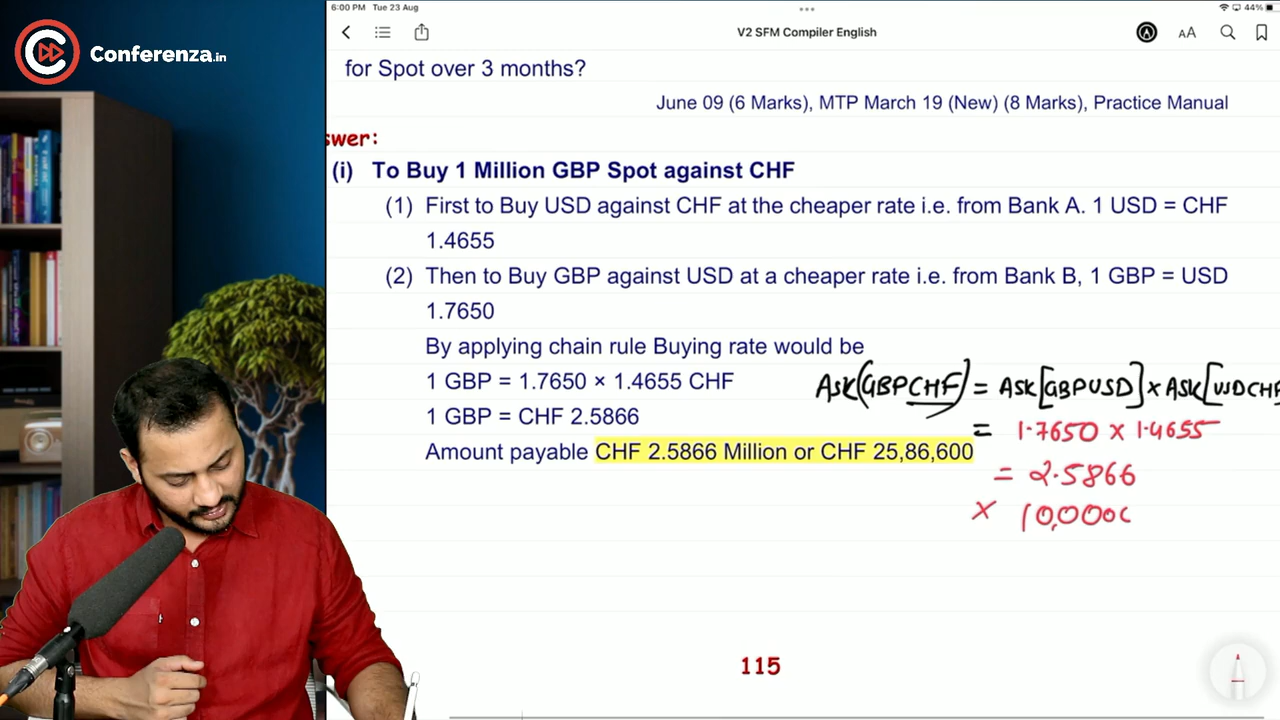 Conferenza.in
6:00 PM Tue 23 Aug
44%
V2 SFM Compiler English
AA
for Spot over 3 months?
June 09 (6 Marks), MTP March 19 (New) (8 Marks), Practice Manual
swer:
(i) To Buy 1 Million GBP Spot against CHF
(1) First to Buy USD against CHF at the cheaper rate i.e. from Bank A. 1 USD = CHF
1.4655
(2) Then to Buy GBP against USD at a cheaper rate i.e. from Bank B, 1 GBP = USD
1.7650
By applying chain rule Buying rate would be
1 GBP = 1.7650 × 1.4655 CHF
1 GBP = CHF 2.5866
Amount payable CHF 2.5866 Million or CHF 25,86,600
ASK(GBPCHF) = ASK[GBPUSD] × ASK[USDCHF
= 1.7650 × 1.4655
= 2.5866
× 10,0000
115